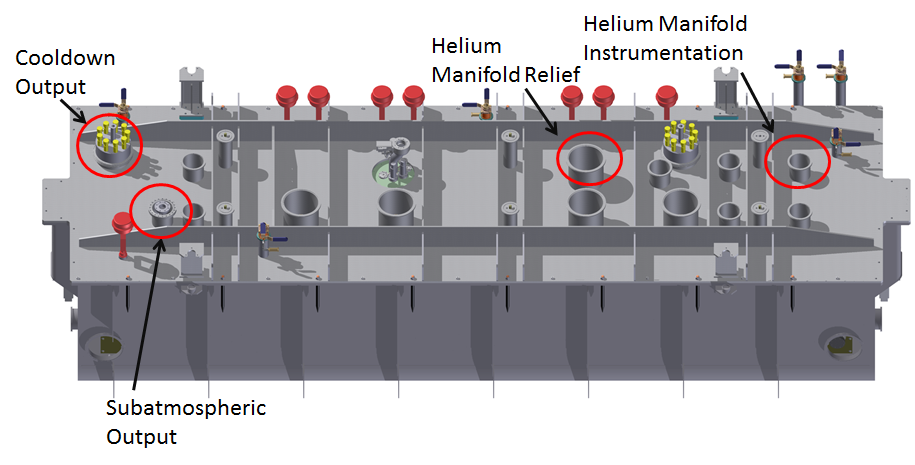 Cooldown
Output
Helium
Manifold Relief
Helium Manifold
Instrumentation
Subatmospheric
Output